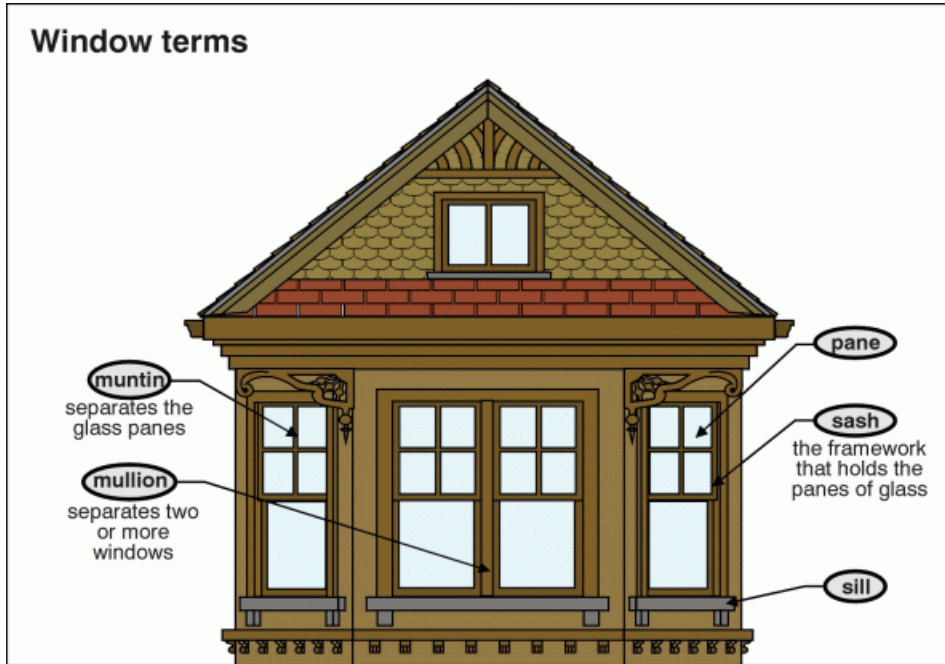 Window terms
muntin
separates the
glass panes
mullion
separates two
or more
windows
pane
sash
the framework
that holds the
panes of glass
sill